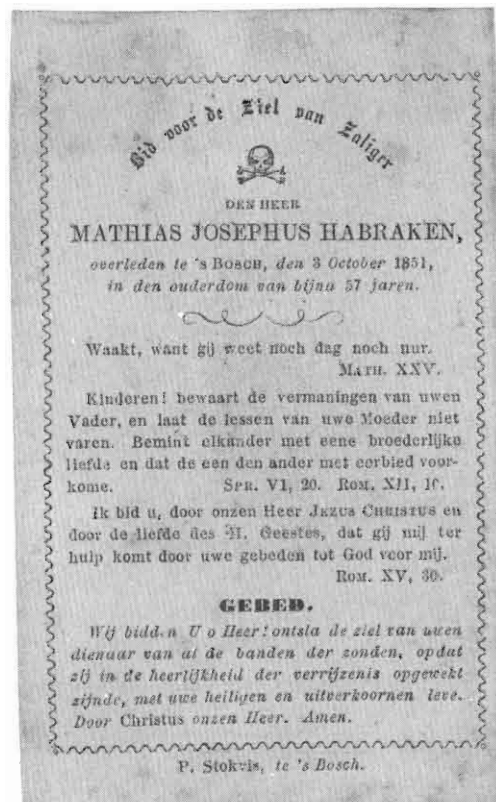 Bid voor de Ziel van Zaliger
DEN HEER
MATHIAS JOSEPHUS HABRAKEN,
overleden te 's BOSCH, den 3 October 1851,
in den ouderdom van bijna 57 jaren.
Waakt, want gij weet noch dag noch uur.
MATH. XXV.
Kinderen! bewaart de vermaningen van uwen
Vader, en laat de lessen van uwe Moeder niet
varen. Bemint elkander met eene broederlijke
liefde en dat de een den ander met eerbied voor-
kome. SPR. VI, 20. ROM. XII, 10.
Ik bid u, door onzen Heer JEZUS CHRISTUS en
door de liefde des H. Geestes, dat gij mij ter
hulp komt door uwe gebeden tot God voor mij.
ROM. XV, 30.
GEBED.
Wij bidden U o Heer! ontsla de ziel van uwen
dienaar van al de banden der zonden, opdat
zij in de heerlijkheid der verrijzenis opgewekt
zijnde, met uwe heiligen en uitverkoornen leve.
Door Christus onzen Heer. Amen.
P. Stokvis, te 's Bosch.